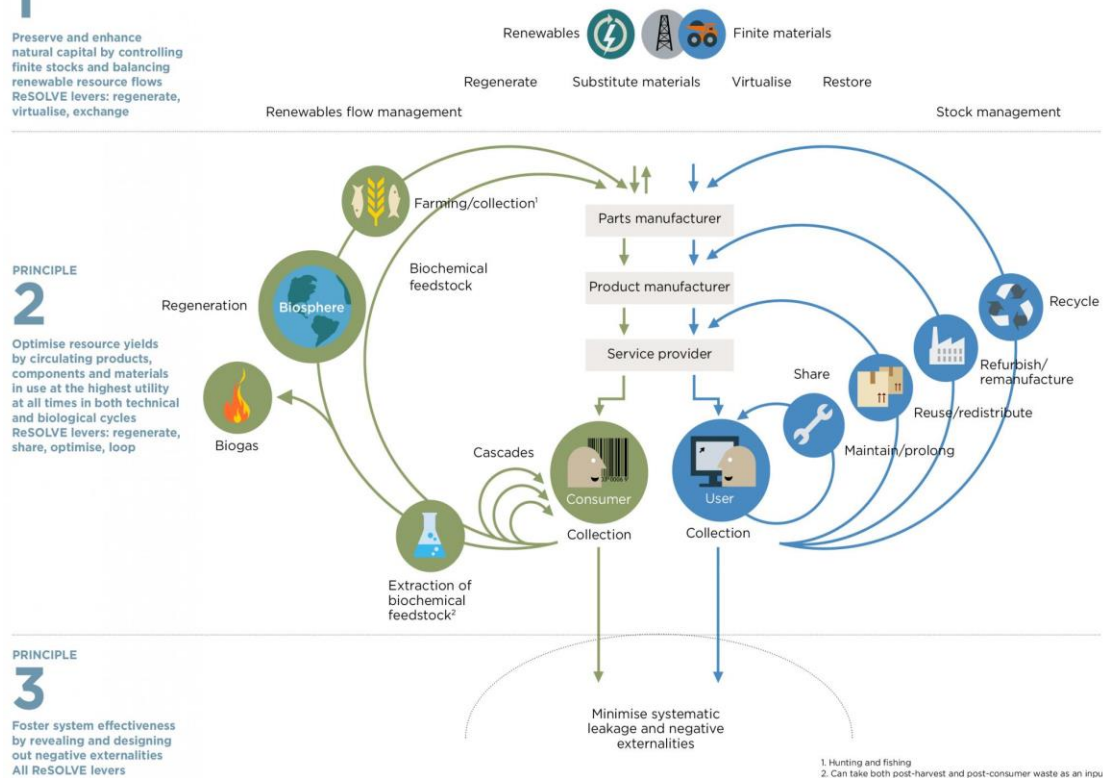 1
Preserve and enhance
natural capital by controlling
finite stocks and balancing
renewable resource flows
ReSOLVE levers: regenerate,
virtualise, exchange
Renewables
Finite materials
Regenerate Substitute materials Virtualise Restore
Renewables flow management
Stock management
PRINCIPLE
2
Optimise resource yields
by circulating products,
components and materials
in use at the highest utility
at all times in both technical
and biological cycles
ReSOLVE levers: regenerate,
share, optimise, loop
Farming/collection¹
Biochemical
feedstock
Regeneration
Biosphere
Biogas
Cascades
Extraction of
biochemical
feedstock²
Parts manufacturer
Product manufacturer
Service provider
Consumer
Collection
User
Collection
Share
Maintain/prolong
Reuse/redistribute
Refurbish/
remanufacture
Recycle
PRINCIPLE
3
Foster system effectiveness
by revealing and designing
out negative externalities
All ReSOLVE levers
Minimise systematic
leakage and negative
externalities
1. Hunting and fishing
2. Can take both post-harvest and post-consumer waste as an inpu